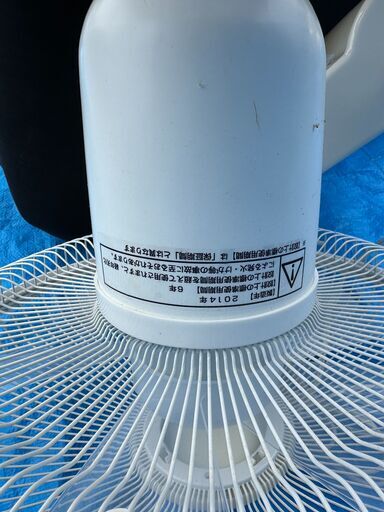 【製造年】2014年
【設計上の標準使用期間】6年
設計上の標準使用期間を超えて使用されますと、経年劣化
による発火・けが等の事故に至るおそれがあります。
※【設計上の標準使用期間】は「保証期間」とは異なります。